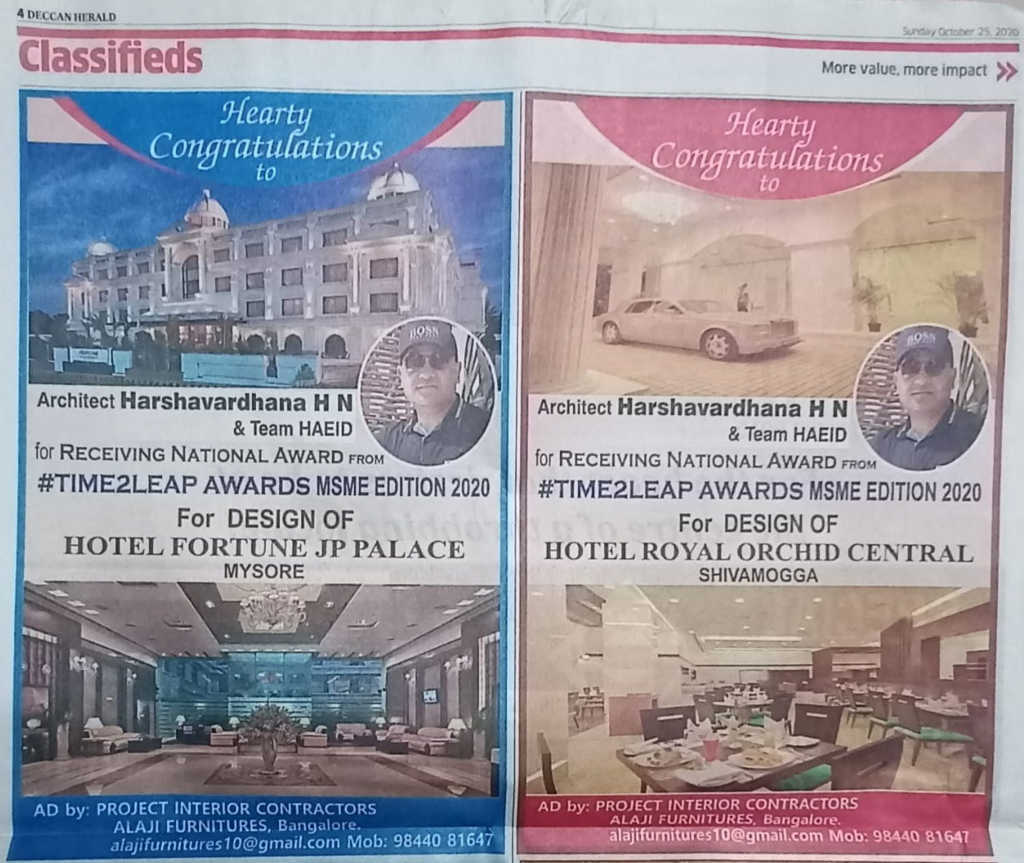 4 DECCAN HERALD
Sunday October 25, 2020
Classifieds
More value, more impact
Hearty
Congratulations
to
BOSS
Architect Harshavardhana H N
& Team HAEID
for RECEIVING NATIONAL AWARD FROM
#TIME2LEAP AWARDS MSME EDITION 2020
For DESIGN OF
HOTEL FORTUNE JP PALACE
MYSORE
AD by: PROJECT INTERIOR CONTRACTORS
ALAJI FURNITURES, Bangalore.
alajifurnitures10@gmail.com Mob: 98440 81647
Hearty
Congratulations
to
BOSS
Architect Harshavardhana H N
& Team HAEID
for RECEIVING NATIONAL AWARD FROM
#TIME2LEAP AWARDS MSME EDITION 2020
For DESIGN OF
HOTEL ROYAL ORCHID CENTRAL
SHIVAMOGGA
AD by: PROJECT INTERIOR CONTRACTORS
ALAJI FURNITURES, Bangalore.
alajifurnitures10@gmail.com Mob: 98440 81647